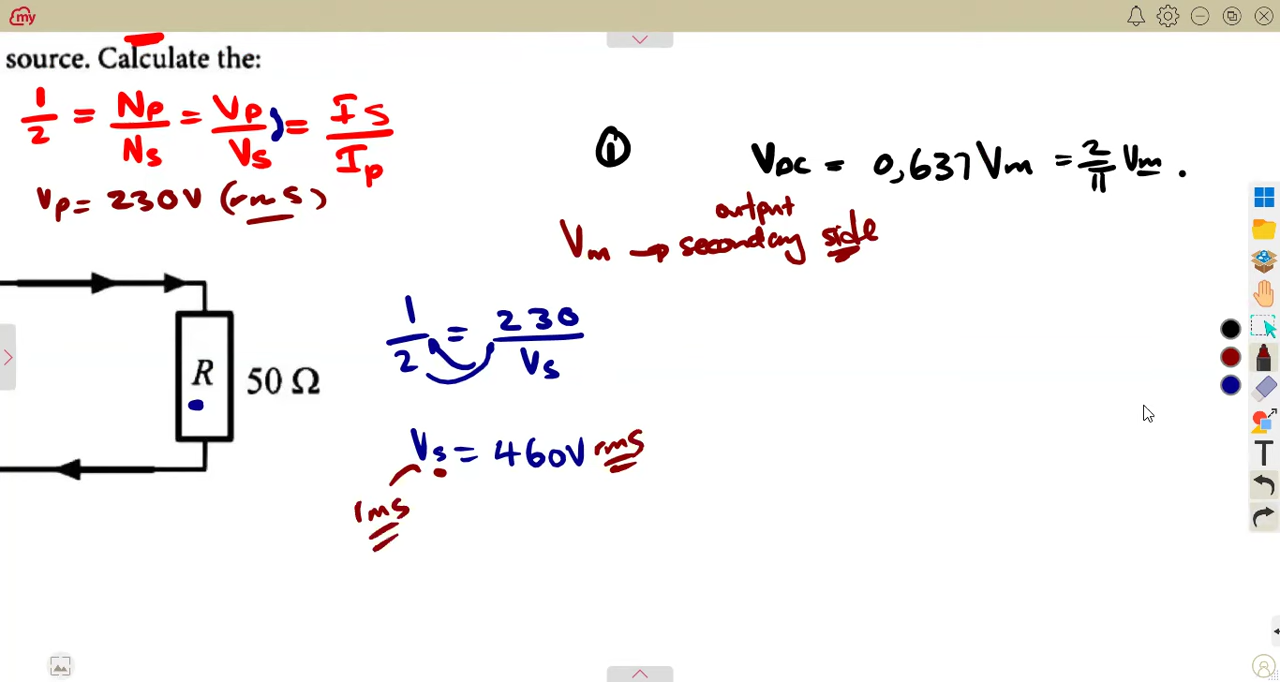 my
source. Calculate the:
1/2 = Np/Ns = Vp/Vs) = Is/Ip
Vp = 230V (rms)
① VDC = 0,637 Vm = 2/π Vm.
output
Vm → secondary side
1/2 = 230/Vs
R 50 Ω
Vs = 460V rms
rms
T